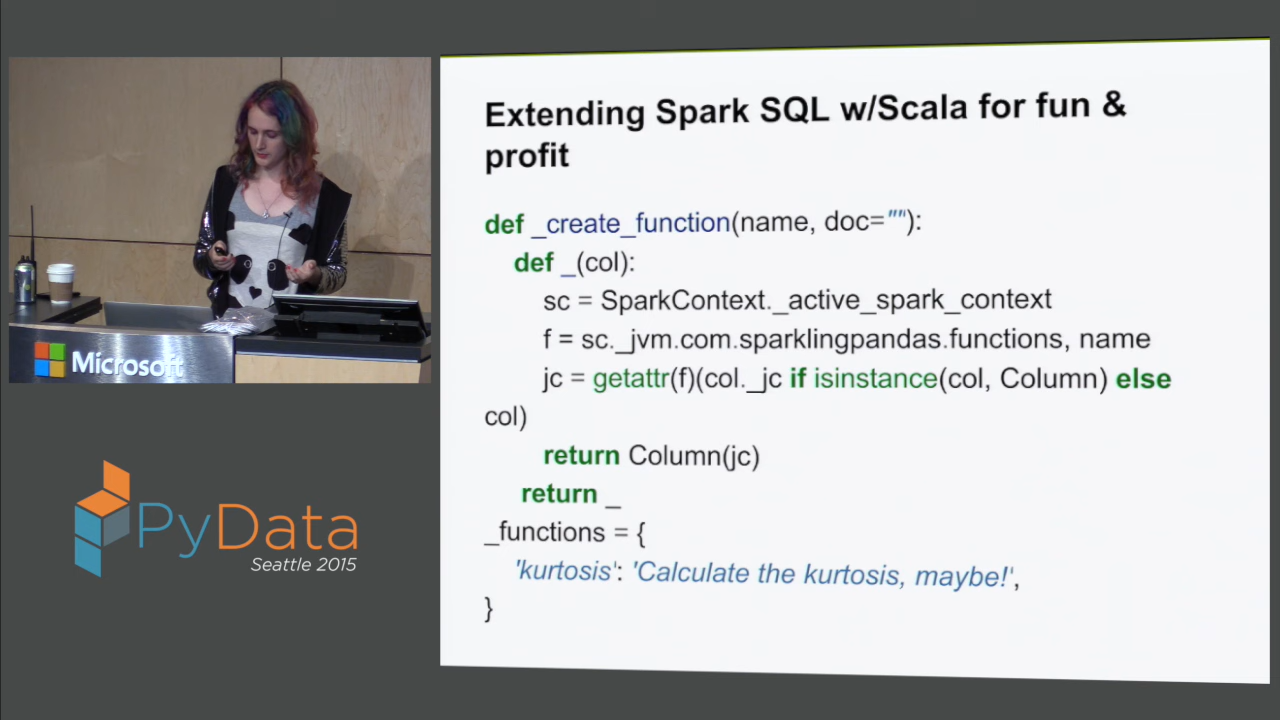 Extending Spark SQL w/Scala for fun &
profit
def _create_function(name, doc=""):
def _(col):
sc = SparkContext._active_spark_context
f = sc._jvm.com.sparklingpandas.functions, name
jc = getattr(f)(col._jc if isinstance(col, Column) else
col)
return Column(jc)
return _
_functions = {
'kurtosis': 'Calculate the kurtosis, maybe!',
}
Microsoft
PyData
Seattle 2015